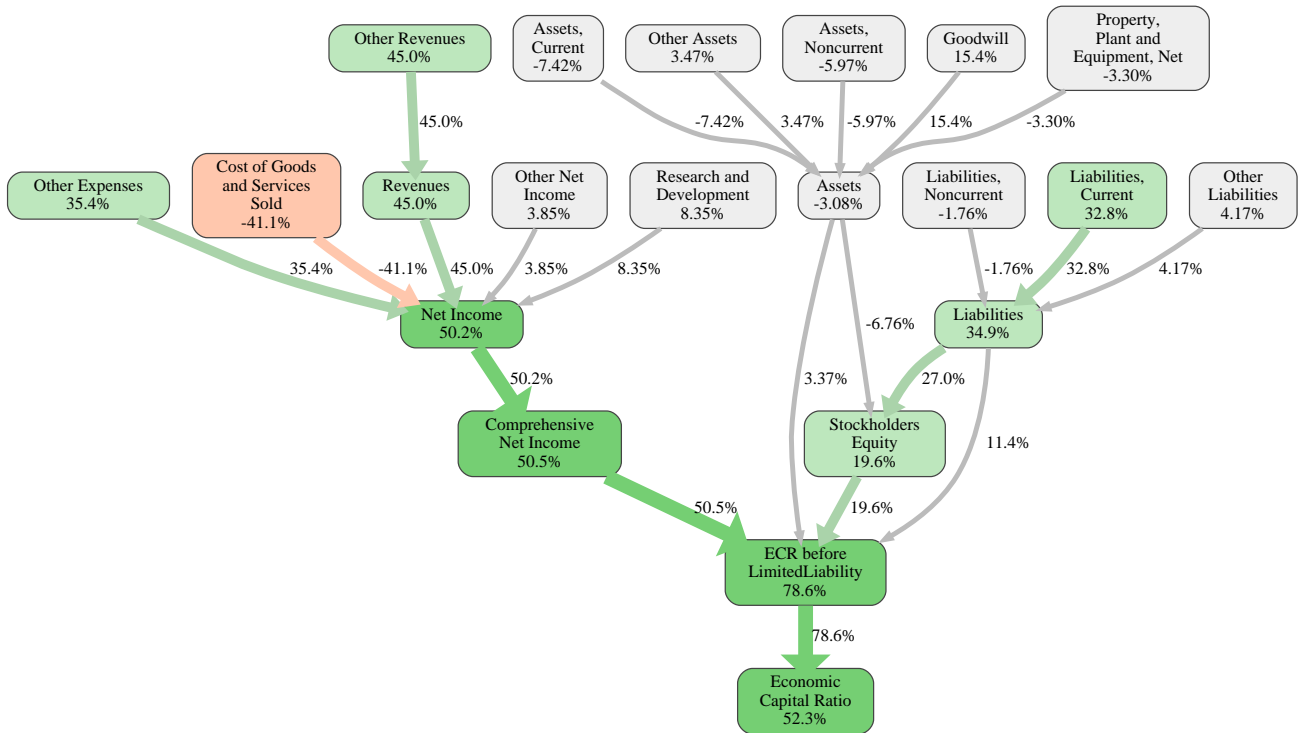 Other Revenues
45.0%
Assets,
Current
-7.42%
Other Assets
3.47%
Assets,
Noncurrent
-5.97%
Goodwill
15.4%
Property,
Plant and
Equipment, Net
-3.30%
45.0%
-7.42%
3.47%
-5.97%
15.4%
-3.30%
Other Expenses
35.4%
Cost of Goods
and Services
Sold
-41.1%
Revenues
45.0%
Other Net
Income
3.85%
Research and
Development
8.35%
Assets
-3.08%
Liabilities,
Noncurrent
-1.76%
Liabilities,
Current
32.8%
Other
Liabilities
4.17%
35.4%
-41.1%
45.0%
3.85%
8.35%
-1.76%
32.8%
4.17%
Net Income
50.2%
-6.76%
Liabilities
34.9%
50.2%
3.37%
27.0%
Comprehensive
Net Income
50.5%
Stockholders
Equity
19.6%
11.4%
50.5%
19.6%
ECR before
LimitedLiability
78.6%
78.6%
Economic
Capital Ratio
52.3%